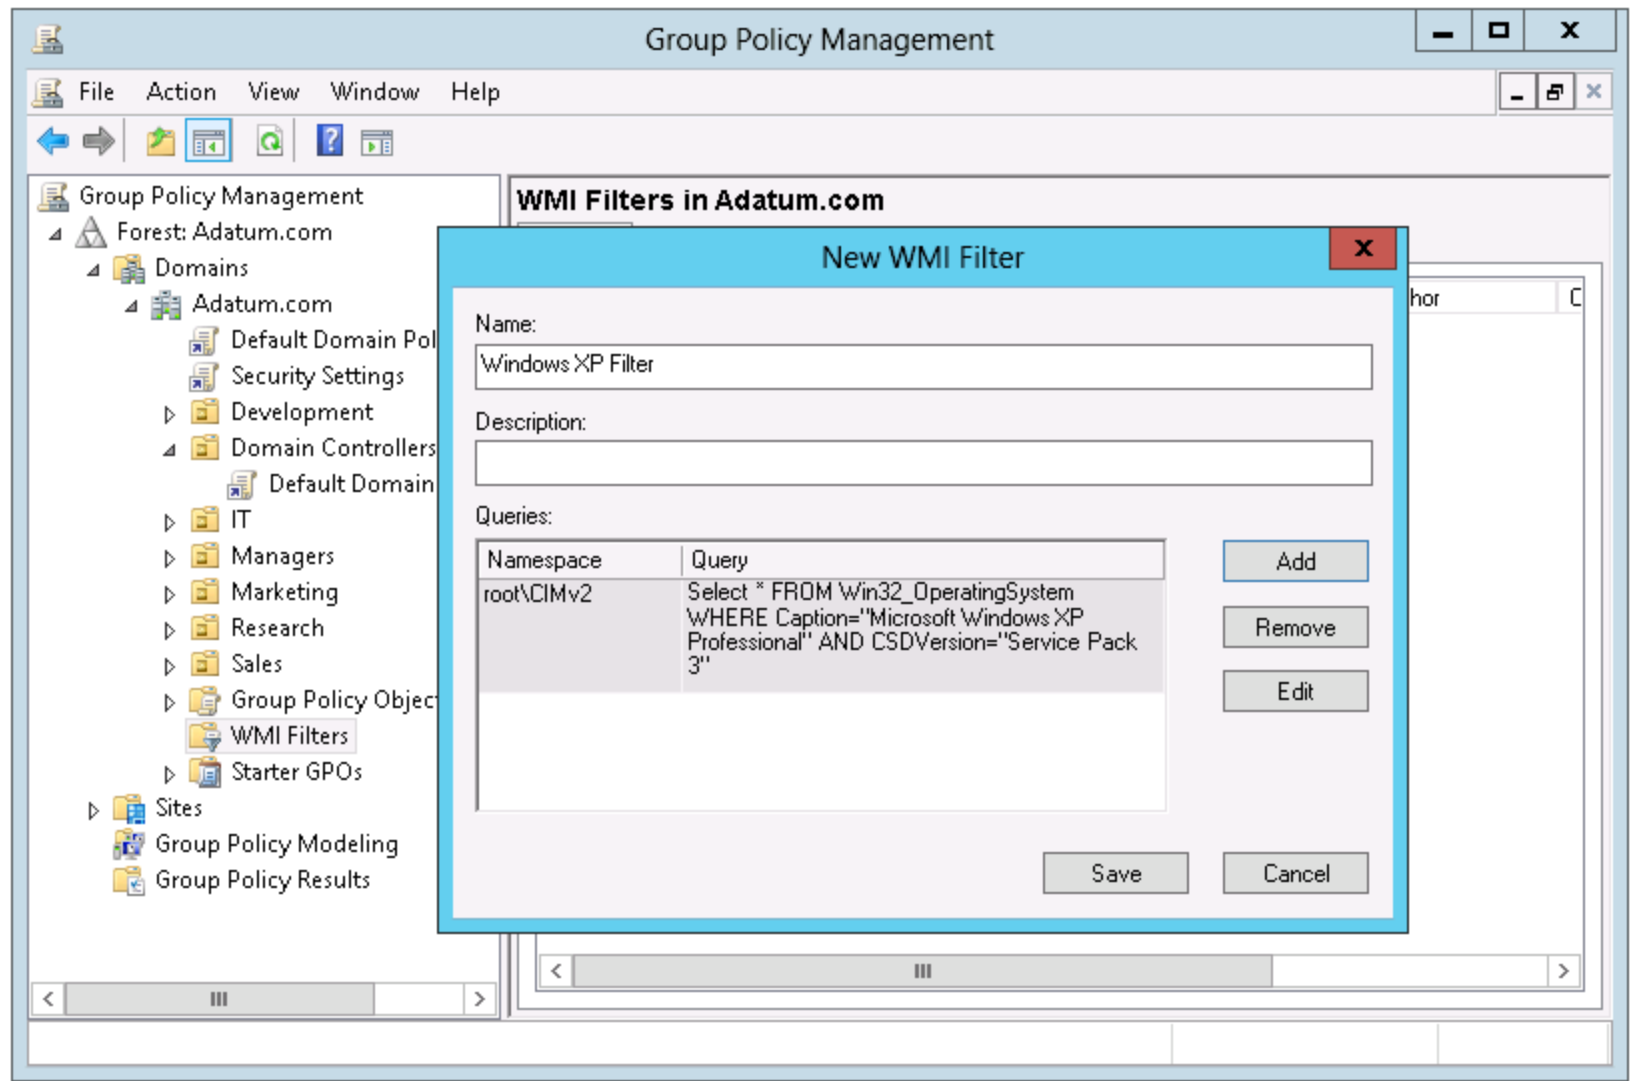 Group Policy Management
File Action View Window Help
Group Policy Management
Forest: Adatum.com
Domains
Adatum.com
Default Domain Pol
Security Settings
Development
Domain Controllers
Default Domain
IT
Managers
Marketing
Research
Sales
Group Policy Objec
WMI Filters
Starter GPOs
Sites
Group Policy Modeling
Group Policy Results
WMI Filters in Adatum.com
hor C
New WMI Filter
Name:
Windows XP Filter
Description:
Queries:
Namespace Query
root\CIMv2 Select * FROM Win32_OperatingSystem
WHERE Caption="Microsoft Windows XP
Professional" AND CSDVersion="Service Pack
3"
Add
Remove
Edit
Save Cancel